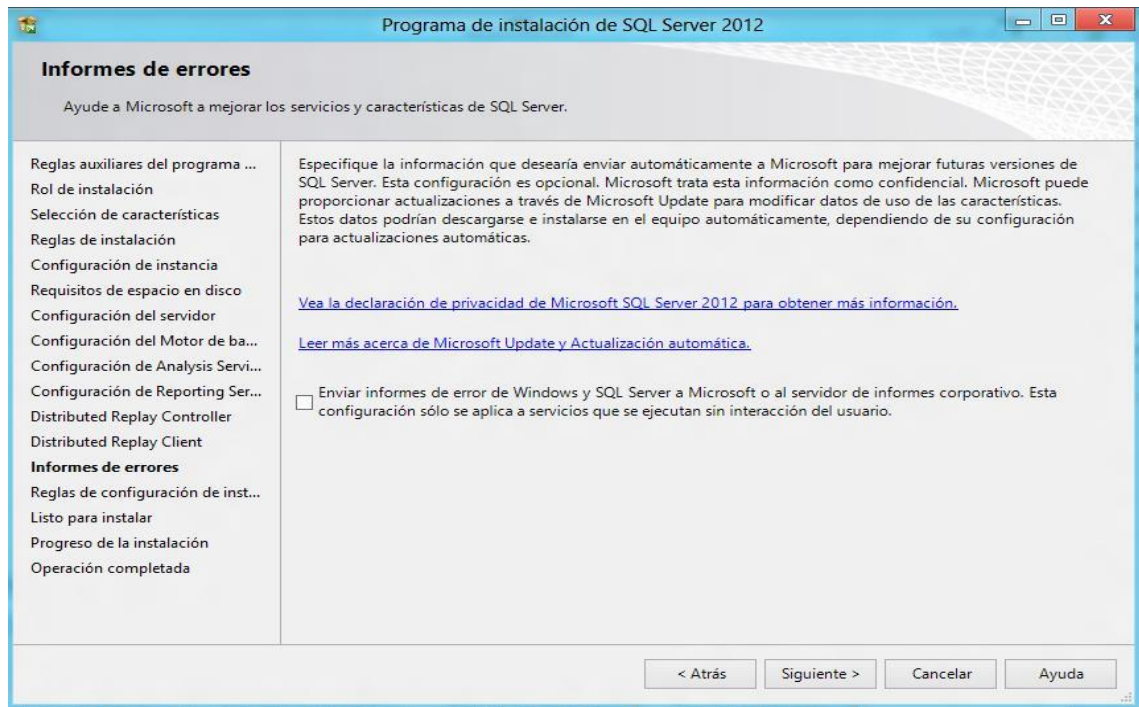 Programa de instalación de SQL Server 2012
Informes de errores
Ayude a Microsoft a mejorar los servicios y características de SQL Server.
Reglas auxiliares del programa ...
Rol de instalación
Selección de características
Reglas de instalación
Configuración de instancia
Requisitos de espacio en disco
Configuración del servidor
Configuración del Motor de ba...
Configuración de Analysis Servi...
Configuración de Reporting Ser...
Distributed Replay Controller
Distributed Replay Client
Informes de errores
Reglas de configuración de inst...
Listo para instalar
Progreso de la instalación
Operación completada
Especifique la información que desearía enviar automáticamente a Microsoft para mejorar futuras versiones de
SQL Server. Esta configuración es opcional. Microsoft trata esta información como confidencial. Microsoft puede
proporcionar actualizaciones a través de Microsoft Update para modificar datos de uso de las características.
Estos datos podrían descargarse e instalarse en el equipo automáticamente, dependiendo de su configuración
para actualizaciones automáticas.
Vea la declaración de privacidad de Microsoft SQL Server 2012 para obtener más información.
Leer más acerca de Microsoft Update y Actualización automática.
Enviar informes de error de Windows y SQL Server a Microsoft o al servidor de informes corporativo. Esta
configuración sólo se aplica a servicios que se ejecutan sin interacción del usuario.
< Atrás
Siguiente >
Cancelar
Ayuda